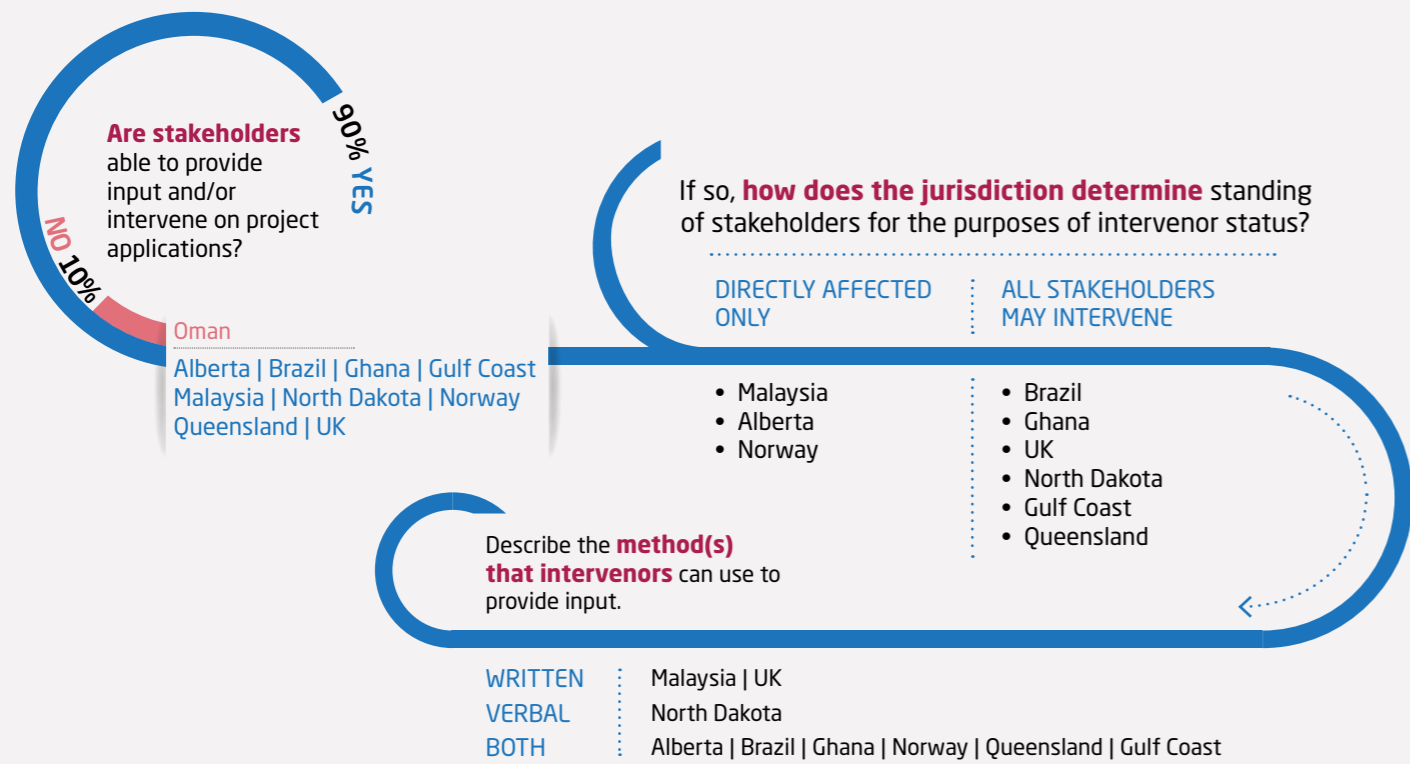 Are stakeholders
able to provide
input and/or
intervene on project
applications?
90% YES
NO 10%
Oman
Alberta | Brazil | Ghana | Gulf Coast
Malaysia | North Dakota | Norway
Queensland | UK
If so, how does the jurisdiction determine standing
of stakeholders for the purposes of intervenor status?
DIRECTLY AFFECTED
ONLY
• Malaysia
• Alberta
• Norway
ALL STAKEHOLDERS
MAY INTERVENE
• Brazil
• Ghana
• UK
• North Dakota
• Gulf Coast
• Queensland
Describe the method(s)
that intervenors can use to
provide input.
WRITTEN Malaysia | UK
VERBAL North Dakota
BOTH Alberta | Brazil | Ghana | Norway | Queensland | Gulf Coast